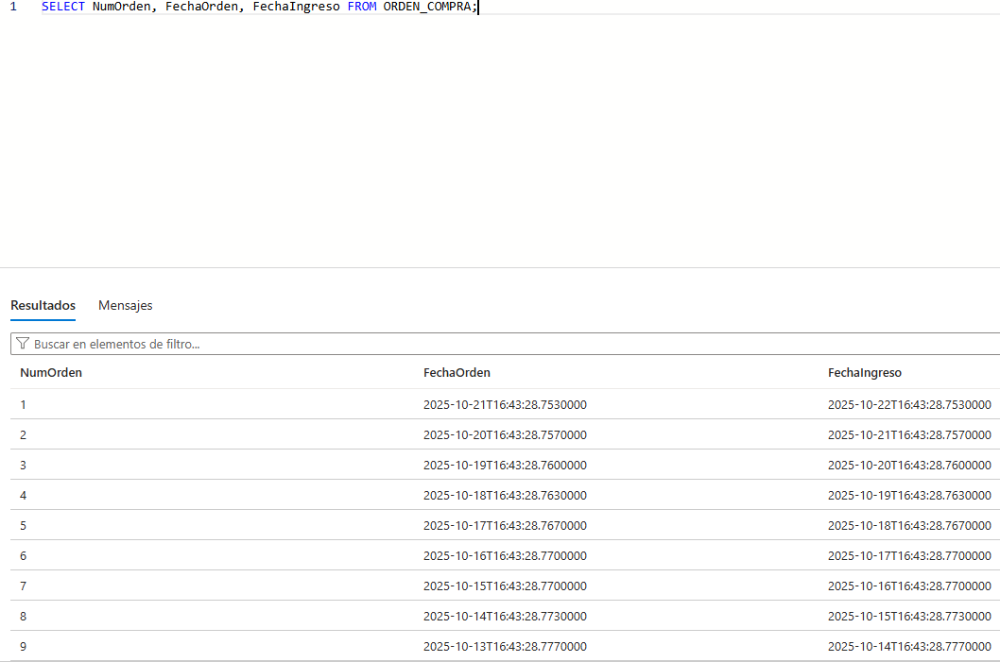 1 SELECT NumOrden, FechaOrden, FechaIngreso FROM ORDEN_COMPRA;
Resultados Mensajes
Buscar en elementos de filtro...
NumOrden FechaOrden FechaIngreso
1 2025-10-21T16:43:28.7530000 2025-10-22T16:43:28.7530000
2 2025-10-20T16:43:28.7570000 2025-10-21T16:43:28.7570000
3 2025-10-19T16:43:28.7600000 2025-10-20T16:43:28.7600000
4 2025-10-18T16:43:28.7630000 2025-10-19T16:43:28.7630000
5 2025-10-17T16:43:28.7670000 2025-10-18T16:43:28.7670000
6 2025-10-16T16:43:28.7700000 2025-10-17T16:43:28.7700000
7 2025-10-15T16:43:28.7700000 2025-10-16T16:43:28.7700000
8 2025-10-14T16:43:28.7730000 2025-10-15T16:43:28.7730000
9 2025-10-13T16:43:28.7770000 2025-10-14T16:43:28.7770000